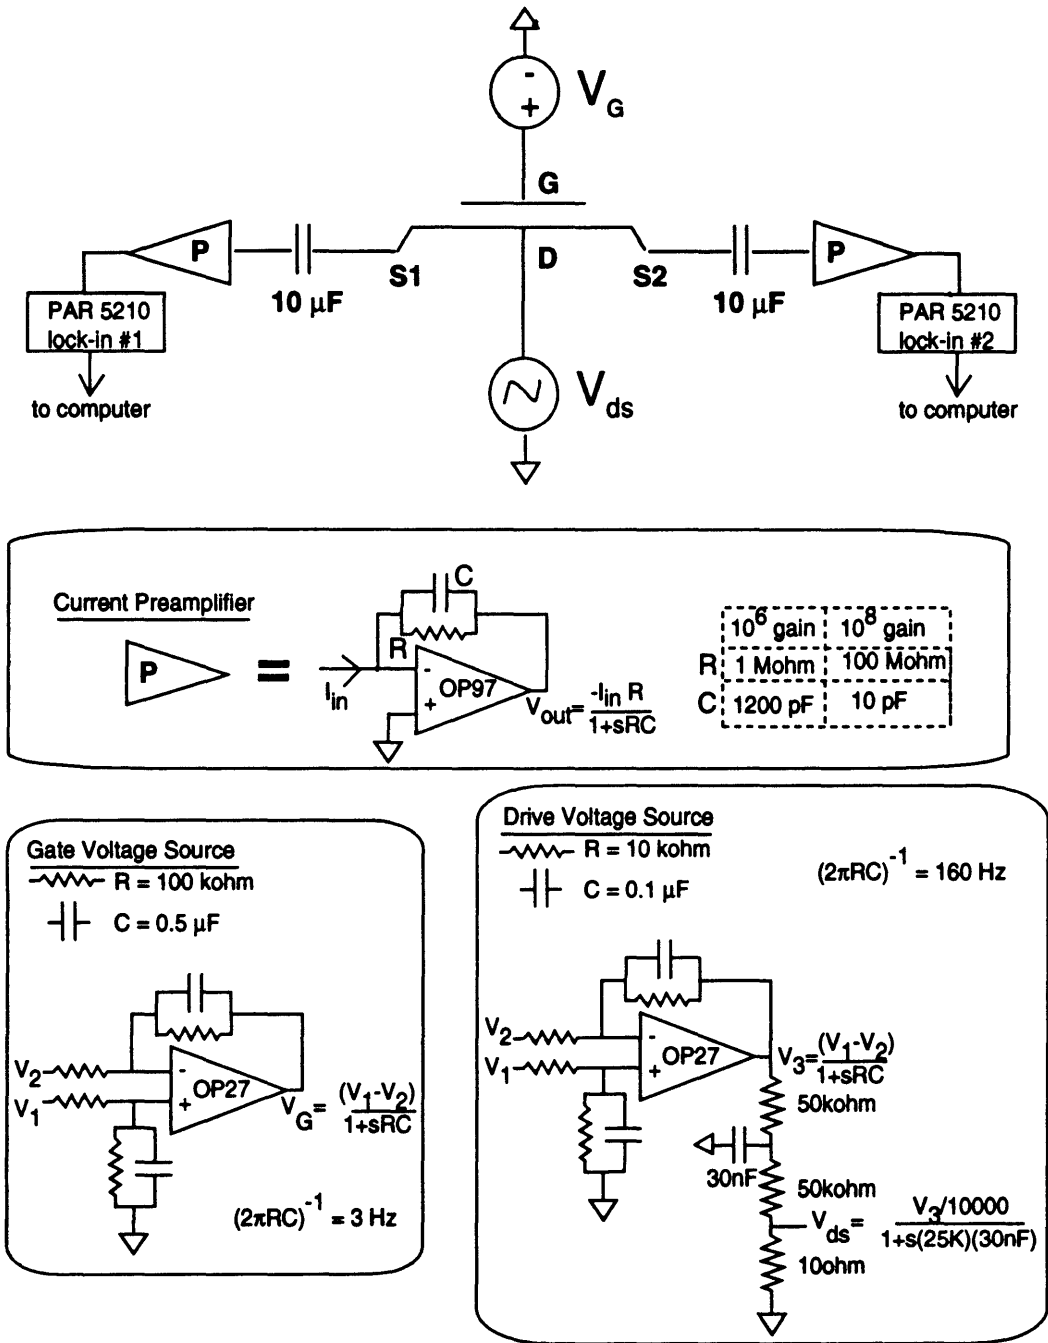 V_G
G
D
S1
S2
P
P
10 μF
10 μF
PAR 5210
lock-in #1
to computer
PAR 5210
lock-in #2
to computer
V_ds
Current Preamplifier
P
=
I_in
C
R
-
+
OP97
V_out= -I_in R / 1+sRC
10^6 gain 10^8 gain
R 1 Mohm 100 Mohm
C 1200 pF 10 pF
Gate Voltage Source
R = 100 kohm
C = 0.5 μF
V_2
V_1
-
+
OP27
V_G= (V_1-V_2) / 1+sRC
(2πRC)^-1 = 3 Hz
Drive Voltage Source
R = 10 kohm
C = 0.1 μF
(2πRC)^-1 = 160 Hz
V_2
V_1
-
+
OP27
V_3= (V_1-V_2) / 1+sRC
50kohm
30nF
50kohm
V_ds= V_3/10000 / 1+s(25K)(30nF)
10ohm